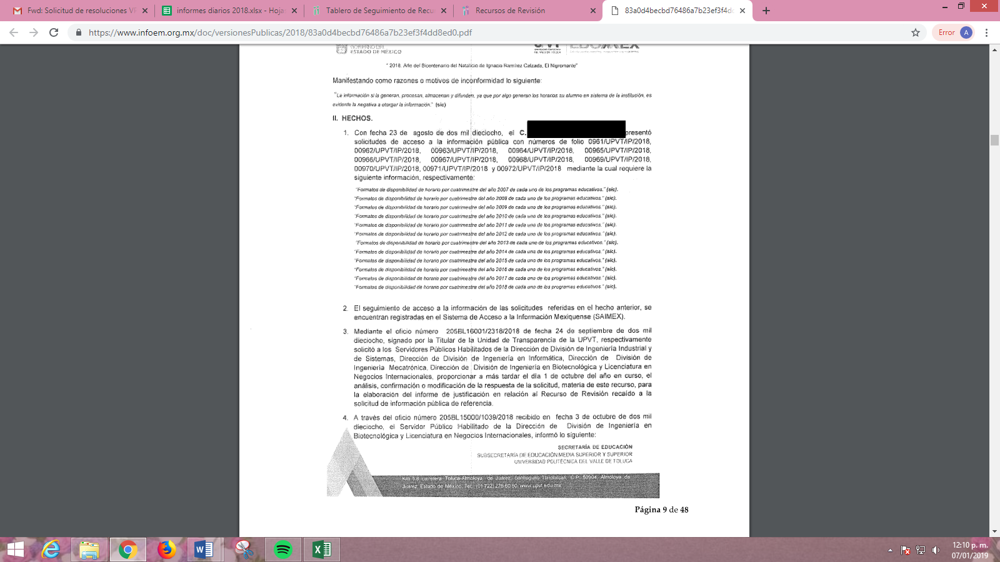 Fwd: Solicitud de resoluciones VP
informes diarios 2018.xlsx - Hoja
Tablero de Seguimiento de Recu
Recursos de Revisión
83a0d4becbd76486a7b23ef3f4dd
https://www.infoem.org.mx/doc/versionesPublicas/2018/83a0d4becbd76486a7b23ef3f4dd8ed0.pdf
Error A
GOBIERNO DEL
ESTADO DE MÉXICO
EDOMEX
" 2018. Año del Bicentenario del Natalicio de Ignacio Ramírez Calzada, El Nigromante"
Manifestando como razones o motivos de inconformidad lo siguiente:
"La información si la generan, procesan, almacenan y difunden, ya que por algo generan los horarios su alumno en sistema de la institución, es
evidente la negativa a otorgar la información." (sic)
II. HECHOS.
1. Con fecha 23 de agosto de dos mil dieciocho, el C. presentó
solicitudes de acceso a la información pública con números de folio 0961/UPVT/IP/2018,
00962/UPVT/IP/2018, 00963/UPVT/IP/2018, 00964/UPVT/IP/2018, 00965/UPVT/IP/2018,
00966/UPVT/IP/2018, 00967/UPVT/IP/2018, 00968/UPVT/IP/2018, 00969/UPVT/IP/2018,
00970/UPVT/IP/2018, 00971/UPVT/IP/2018 y 00972/UPVT/IP/2018 mediante la cual requiere la
siguiente información, respectivamente:
"Formatos de disponibilidad de horario por cuatrimestre del año 2007 de cada uno de los programas educativos." (sic).
"Formatos de disponibilidad de horario por cuatrimestre del año 2008 de cada uno de los programas educativos." (sic).
"Formatos de disponibilidad de horario por cuatrimestre del año 2009 de cada uno de los programas educativos." (sic).
"Formatos de disponibilidad de horario por cuatrimestre del año 2010 de cada uno de los programas educativos." (sic).
"Formatos de disponibilidad de horario por cuatrimestre del año 2011 de cada uno de los programas educativos." (sic).
"Formatos de disponibilidad de horario por cuatrimestre del año 2012 de cada uno de los programas educativos." (sic).
"Formatos de disponibilidad de horario por cuatrimestre del año 2013 de cada uno de los programas educativos." (sic).
"Formatos de disponibilidad de horario por cuatrimestre del año 2014 de cada uno de los programas educativos." (sic).
"Formatos de disponibilidad de horario por cuatrimestre del año 2015 de cada uno de los programas educativos." (sic).
"Formatos de disponibilidad de horario por cuatrimestre del año 2016 de cada uno de los programas educativos." (sic).
"Formatos de disponibilidad de horario por cuatrimestre del año 2017 de cada uno de los programas educativos." (sic).
"Formatos de disponibilidad de horario por cuatrimestre del año 2018 de cada uno de los programas educativos." (sic).
2. El seguimiento de acceso a la información de las solicitudes referidas en el hecho anterior, se
encuentran registradas en el Sistema de Acceso a la Información Mexiquense (SAIMEX).
3. Mediante el oficio número 205BL16001/2318/2018 de fecha 24 de septiembre de dos mil
dieciocho, signado por la Titular de la Unidad de Transparencia de la UPVT, respectivamente
solicitó a los Servidores Públicos Habilitados de la Dirección de División de Ingeniería Industrial y
de Sistemas, Dirección de División de Ingeniería en Informática, Dirección de División de
Ingeniería Mecatrónica, Dirección de División de Ingeniería en Biotecnológica y Licenciatura en
Negocios Internacionales, proporcionar a más tardar el día 1 de octubre del año en curso, el
análisis, confirmación o modificación de la respuesta de la solicitud, materia de este recurso, para
la elaboración del informe de justificación en relación al Recurso de Revisión recaído a la
solicitud de información pública de referencia.
4. A través del oficio número 205BL15000/1039/2018 recibido en fecha 3 de octubre de dos mil
dieciocho, el Servidor Público Habilitado de la Dirección de División de Ingeniería en
Biotecnológica y Licenciatura en Negocios Internacionales, informó lo siguiente:
SECRETARÍA DE EDUCACIÓN
SUBSECRETARÍA DE EDUCACIÓN MEDIA SUPERIOR Y SUPERIOR
UNIVERSIDAD POLITÉCNICA DEL VALLE DE TOLUCA
Km 5.6 carretera Toluca-Almoloya de Juárez, Santiaguito Tlalcilalcali, C.P. 50904, Almoloya de
Juárez, Estado de México. Tel. (01 722) 276 60 60. www.upvt.edu.mx
Página 9 de 48
12:10 p. m.
07/01/2019